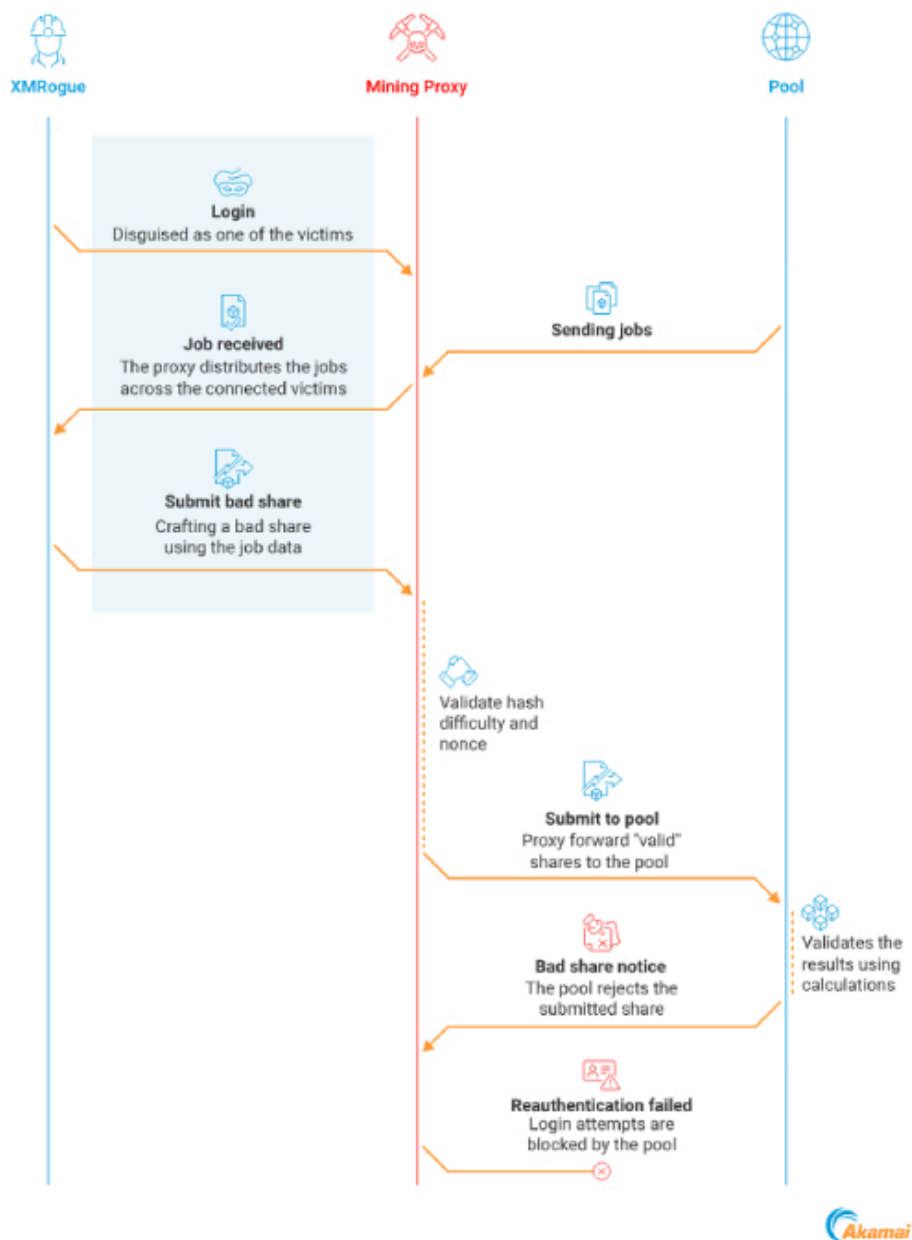 XMRogue
Mining Proxy
Pool
Login
Disguised as one of the victims
Sending jobs
Job received
The proxy distributes the jobs
across the connected victims
Submit bad share
Crafting a bad share
using the job data
Validate hash
difficulty and
nonce
Submit to pool
Proxy forward "valid"
shares to the pool
Validates the
results using
calculations
Bad share notice
The pool rejects the
submitted share
Reauthentication failed
Login attempts are
blocked by the pool
Akamai